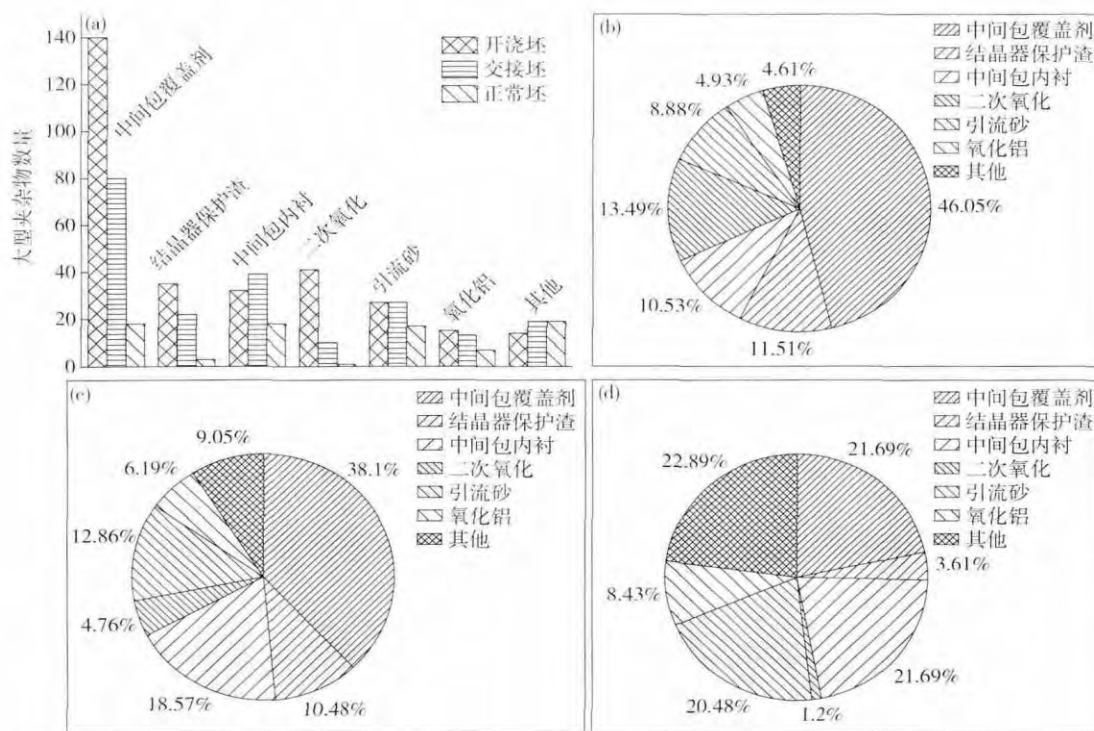 (a)
大型夹杂物数量
140
120
100
80
60
40
20
0
中间包覆盖剂
结晶器保护渣
中间包内衬
二次氧化
引流砂
氧化铝
其他
开浇坯
交接坯
正常坯
(b)
4.61%
4.93%
8.88%
13.49%
10.53%
11.51%
46.05%
中间包覆盖剂
结晶器保护渣
中间包内衬
二次氧化
引流砂
氧化铝
其他
(c)
9.05%
6.19%
12.86%
4.76%
18.57%
10.48%
38.1%
中间包覆盖剂
结晶器保护渣
中间包内衬
二次氧化
引流砂
氧化铝
其他
(d)
22.89%
8.43%
20.48%
1.2%
21.69%
3.61%
21.69%
中间包覆盖剂
结晶器保护渣
中间包内衬
二次氧化
引流砂
氧化铝
其他